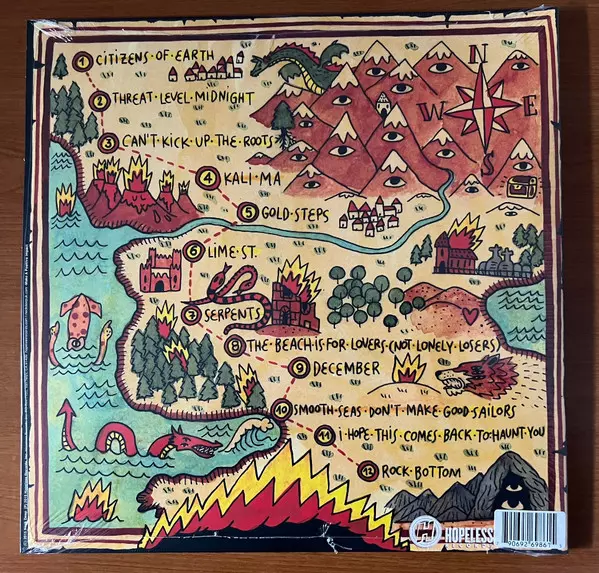 1 CITIZENS·OF·EARTH
N
2 THREAT·LEVEL·MIDNIGHT
W E
3 CAN'T·KICK·UP·THE·ROOTS
S
4 KALI·MA
5 GOLD·STEPS
6 LIME·ST.
7 SERPENTS
8 THE·BEACH·IS·FOR·LOVERS·(NOT·LONELY·LOSERS)
9 DECEMBER
10 SMOOTH·SEAS·DON'T·MAKE·GOOD·SAILORS
11 I·HOPE·THIS·COMES·BACK·TO·HAUNT·YOU
12 ROCK·BOTTOM
HOPELESS
90692 69861